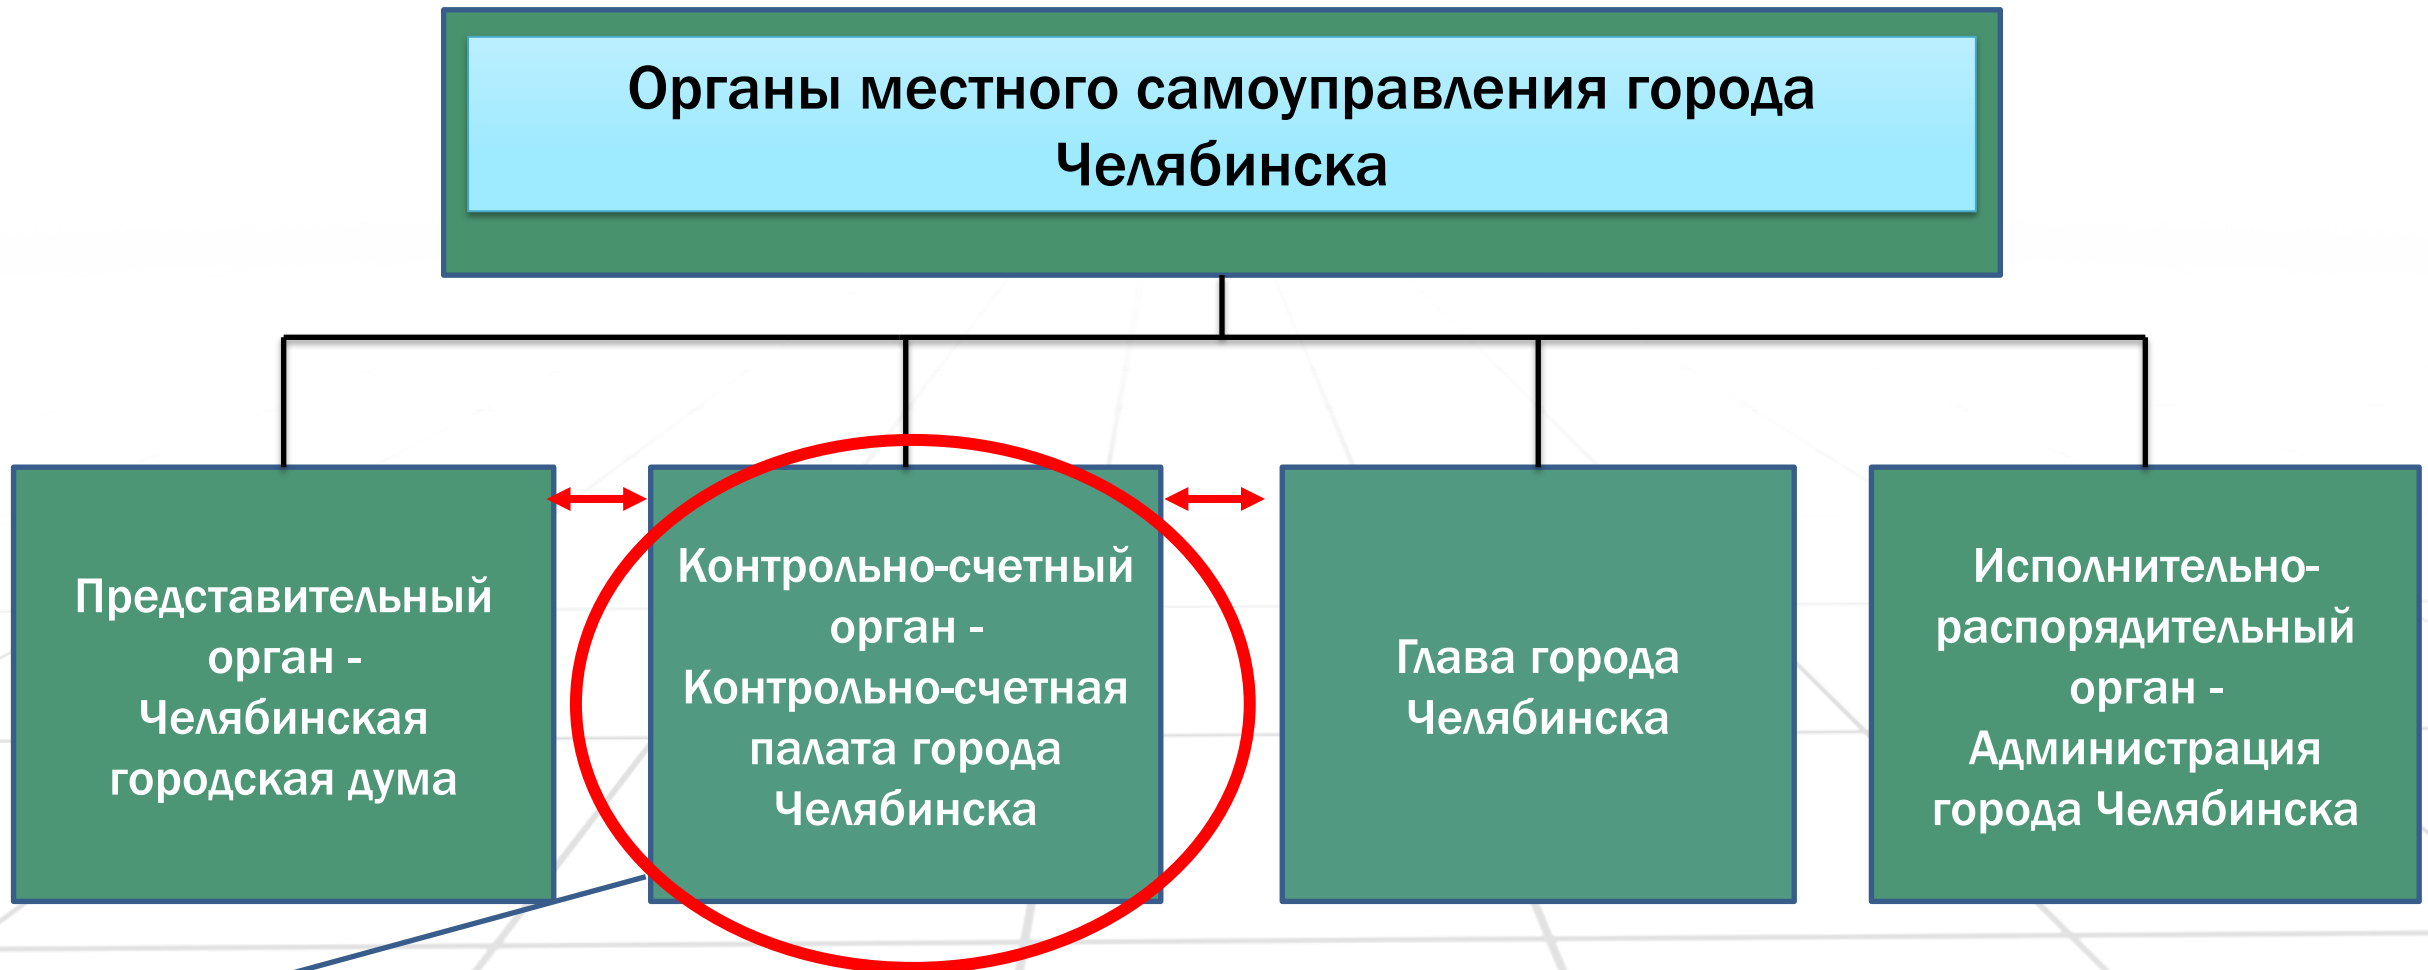 Органы местного самоуправления города
Челябинска
Представительный
орган -
Челябинская
городская дума
Контрольно-счетный
орган -
Контрольно-счетная
палата города
Челябинска
Глава города
Челябинска
Исполнительно-
распорядительный
орган -
Администрация
города Челябинска